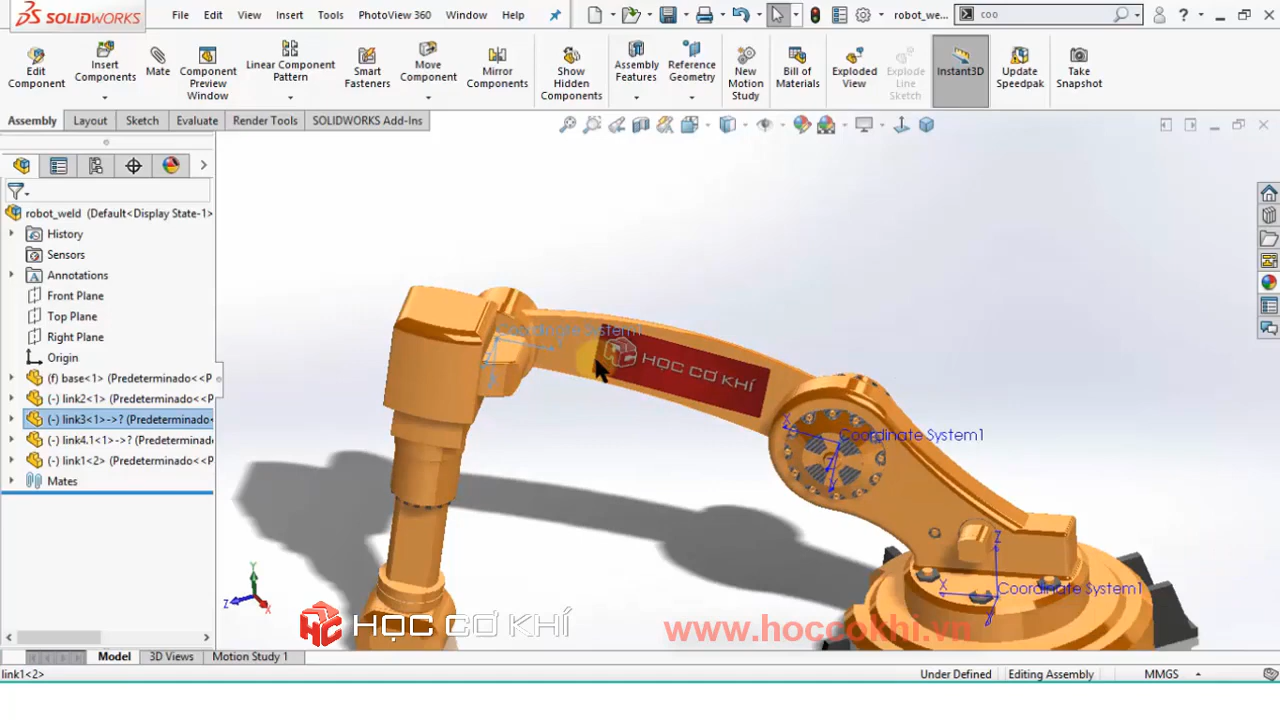 SOLIDWORKS File Edit View Insert Tools PhotoView 360 Window Help robot_we... coo
Edit Component
Insert Components
Mate
Component Preview Window
Linear Component Pattern
Smart Fasteners
Move Component
Mirror Components
Show Hidden Components
Assembly Features
Reference Geometry
New Motion Study
Bill of Materials
Exploded View
Explode Line Sketch
Instant3D
Update Speedpak
Take Snapshot
Assembly Layout Sketch Evaluate Render Tools SOLIDWORKS Add-Ins
robot_weld (Default<Display State-1>
History
Sensors
Annotations
Front Plane
Top Plane
Right Plane
Origin
(f) base<1> (Predeterminado<<P
(-) link2<1> (Predeterminado<<P
(-) link3<1>->? (Predeterminado<
(-) link4.1<1>->? (Predeterminado
(-) link1<2> (Predeterminado<<P
Mates
Coordinate System1
HỌC CƠ KHÍ
X
Coordinate System1
Z
Y
Z
X
Coordinate System1
Y
Z
X
HỌC CƠ KHÍ
www.hoccokhi.vn
Model 3D Views Motion Study 1
link1<2> Under Defined Editing Assembly MMGS